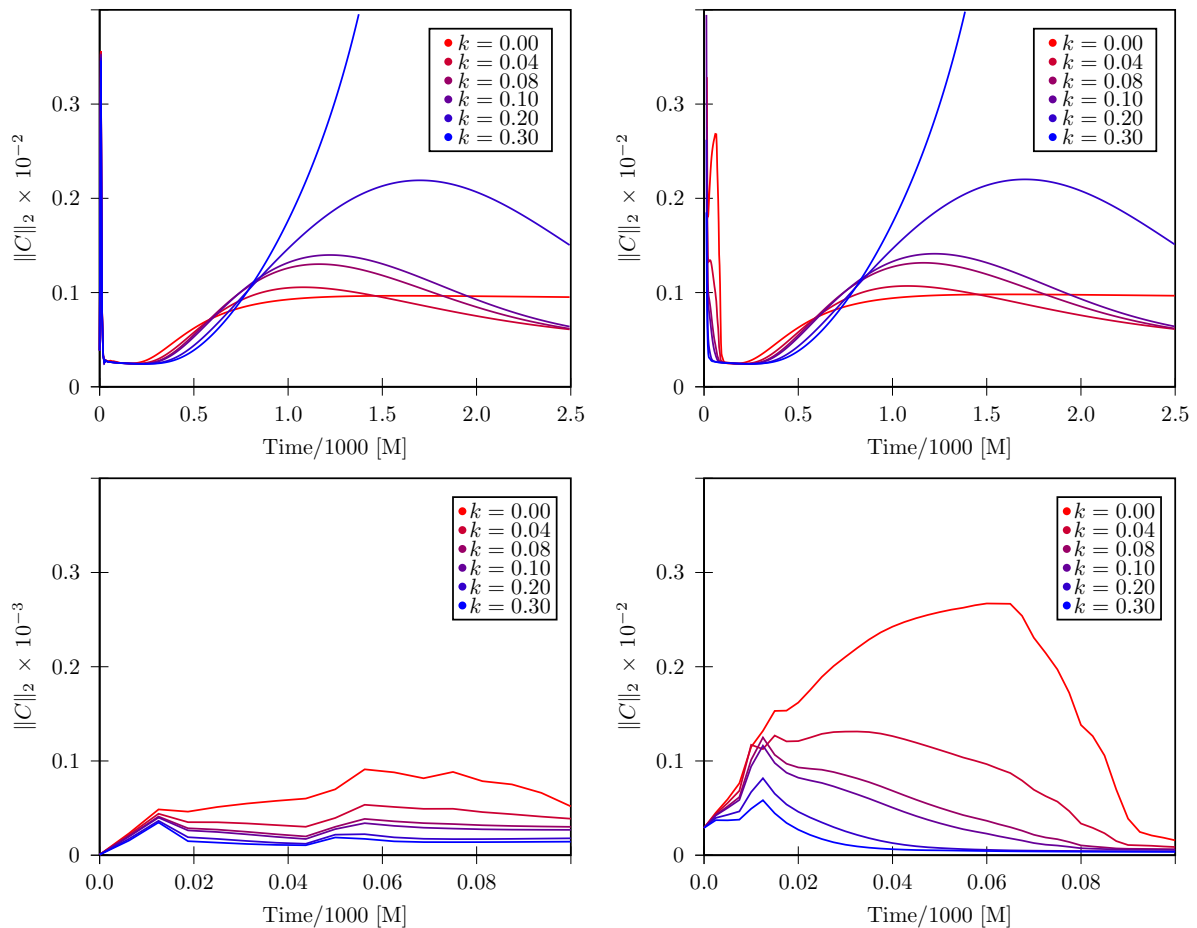 ‖C‖₂ × 10⁻²
0.4
0.3
0.2
0.1
0
k = 0.00
k = 0.04
k = 0.08
k = 0.10
k = 0.20
k = 0.30
0 0.5 1.0 1.5 2.0 2.5
Time/1000 [M]
‖C‖₂ × 10⁻²
0.3
0.2
0.1
0
k = 0.00
k = 0.04
k = 0.08
k = 0.10
k = 0.20
k = 0.30
0 0.5 1.0 1.5 2.0 2.5
Time/1000 [M]
‖C‖₂ × 10⁻³
0.3
0.2
0.1
0
k = 0.00
k = 0.04
k = 0.08
k = 0.10
k = 0.20
k = 0.30
0.0 0.02 0.04 0.06 0.08
Time/1000 [M]
‖C‖₂ × 10⁻²
0.3
0.2
0.1
0
k = 0.00
k = 0.04
k = 0.08
k = 0.10
k = 0.20
k = 0.30
0.0 0.02 0.04 0.06 0.08
Time/1000 [M]